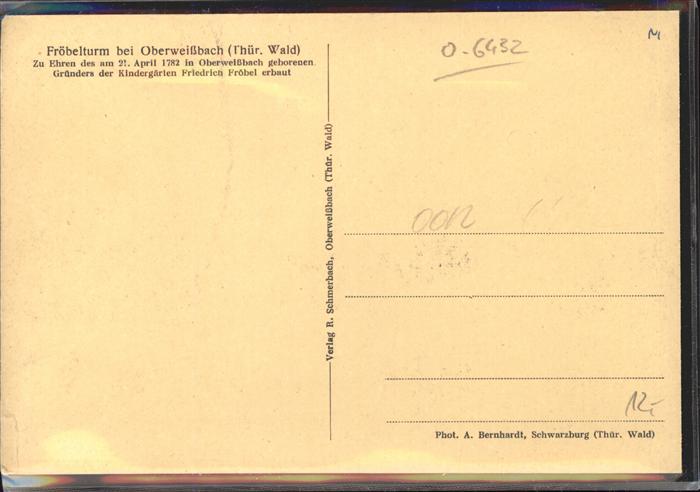 Fröbelturm bei Oberweißbach (Thür. Wald)
Zu Ehren des am 21. April 1782 in Oberweißbach geborenen
Gründers der Kindergärten Friedrich Fröbel erbaut
O-6432
Verlag R. Schmerbach, Oberweißbach (Thür. Wald)
12,-
Phot. A. Bernhardt, Schwarzburg (Thür. Wald)